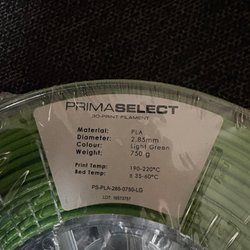 PRIMASELECT
3D-PRINT FILAMENT
Material: PLA
Diameter: 2.85mm
Colour: Light Green
Weight: 750 g
Print Temp: 190-220°C
Bed Temp: ± 35-60°C
PS-PLA-285-0750-LG